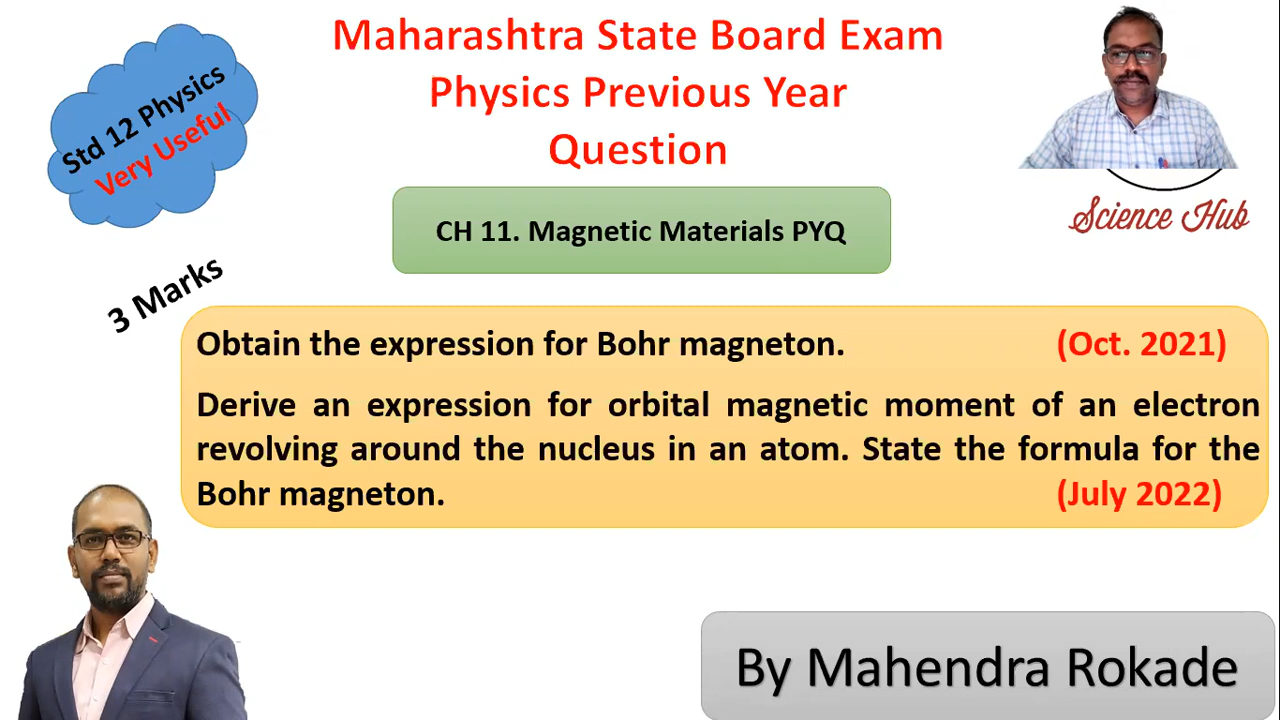 Maharashtra State Board Exam
Physics Previous Year
Question
Std 12 Physics
Very Useful
Science Hub
CH 11. Magnetic Materials PYQ
3 Marks
Obtain the expression for Bohr magneton. (Oct. 2021)
Derive an expression for orbital magnetic moment of an electron
revolving around the nucleus in an atom. State the formula for the
Bohr magneton. (July 2022)
By Mahendra Rokade